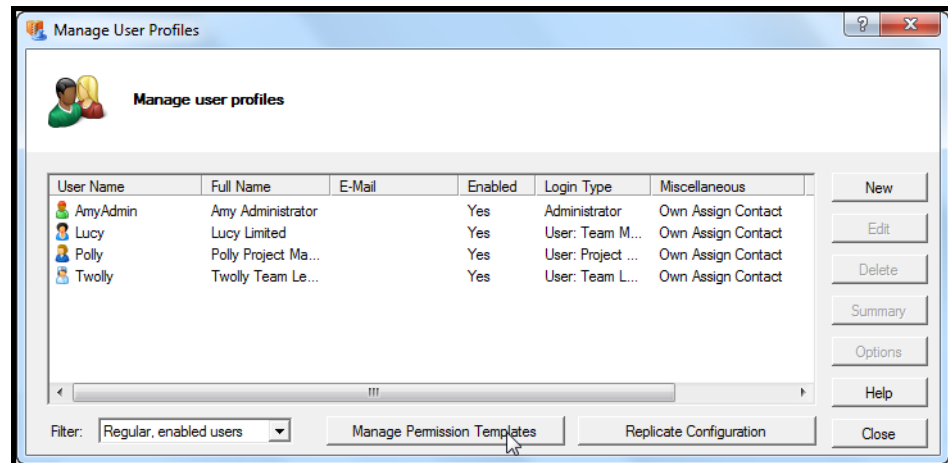 Manage User Profiles
Manage user profiles
User Name Full Name E-Mail Enabled Login Type Miscellaneous
AmyAdmin Amy Administrator Yes Administrator Own Assign Contact
Lucy Lucy Limited Yes User: Team M... Own Assign Contact
Polly Polly Project Ma... Yes User: Project ... Own Assign Contact
Twolly Twolly Team Le... Yes User: Team L... Own Assign Contact
New
Edit
Delete
Summary
Options
Help
Filter: Regular, enabled users Manage Permission Templates Replicate Configuration Close